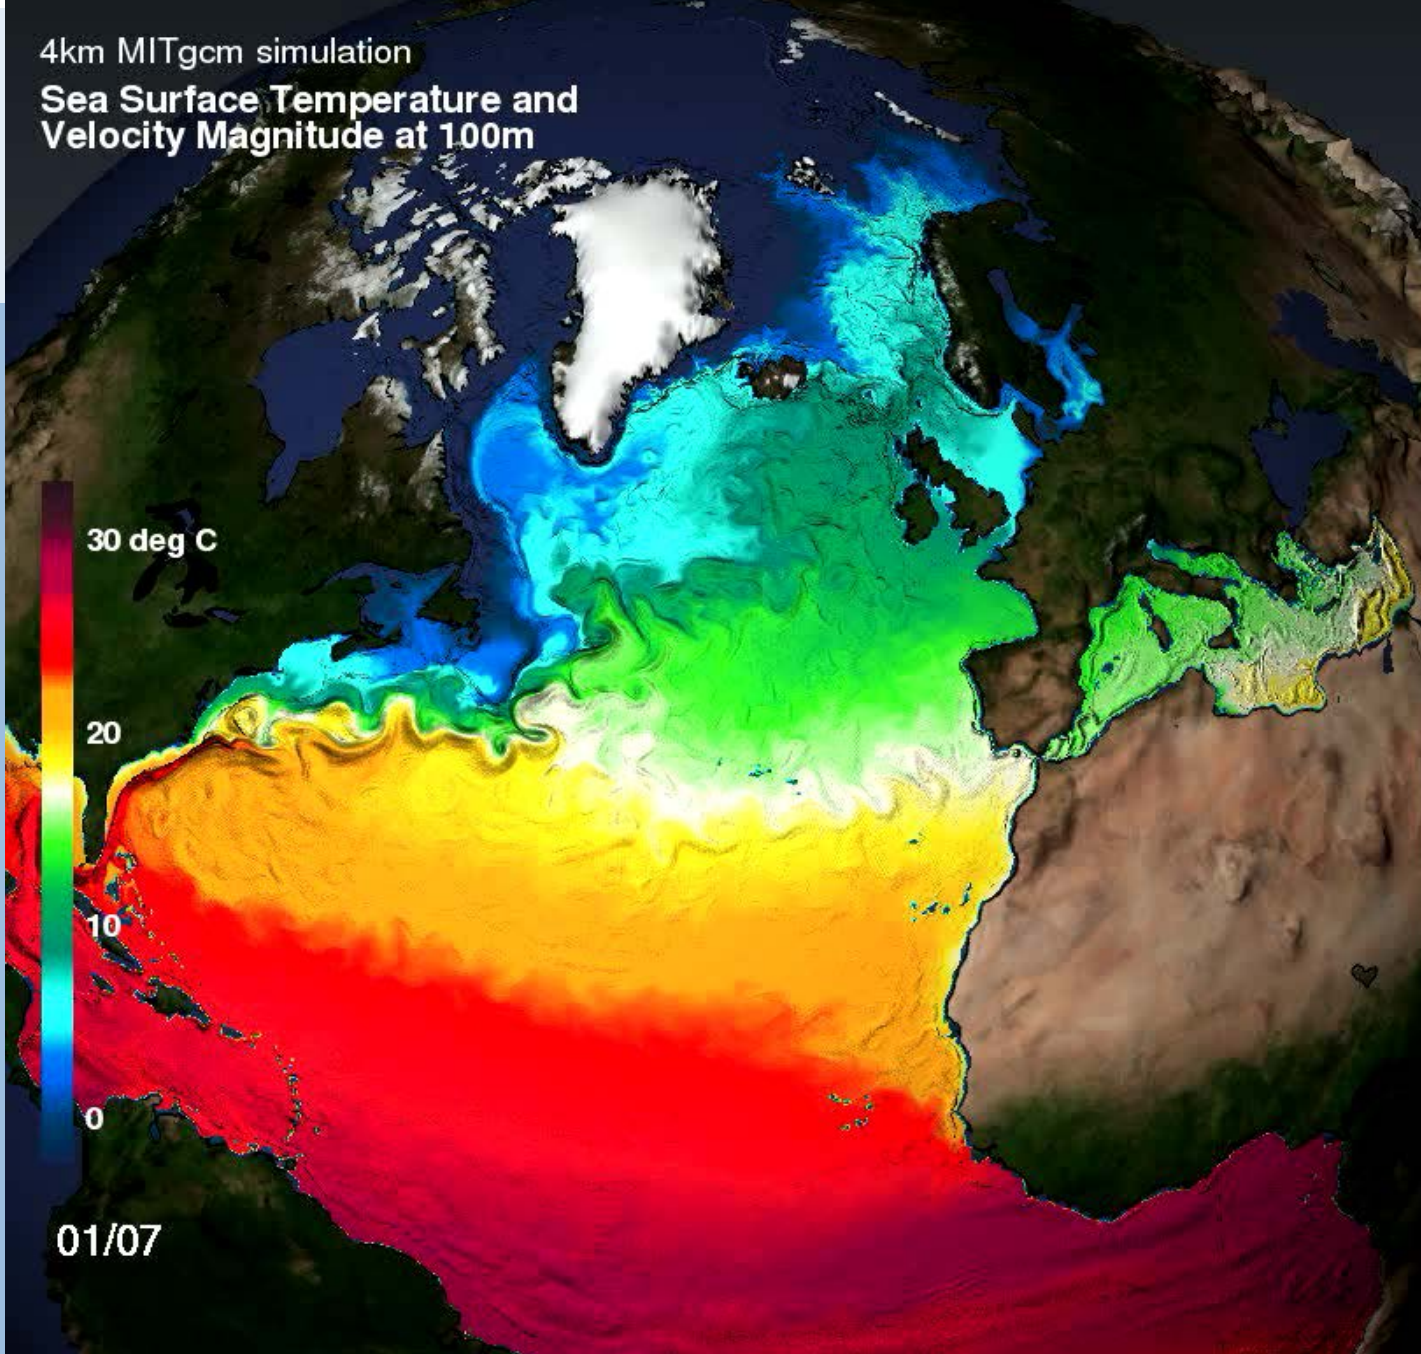 4km MITgcm simulation
Sea Surface Temperature and
Velocity Magnitude at 100m
30 deg C
20
10
0
01/07